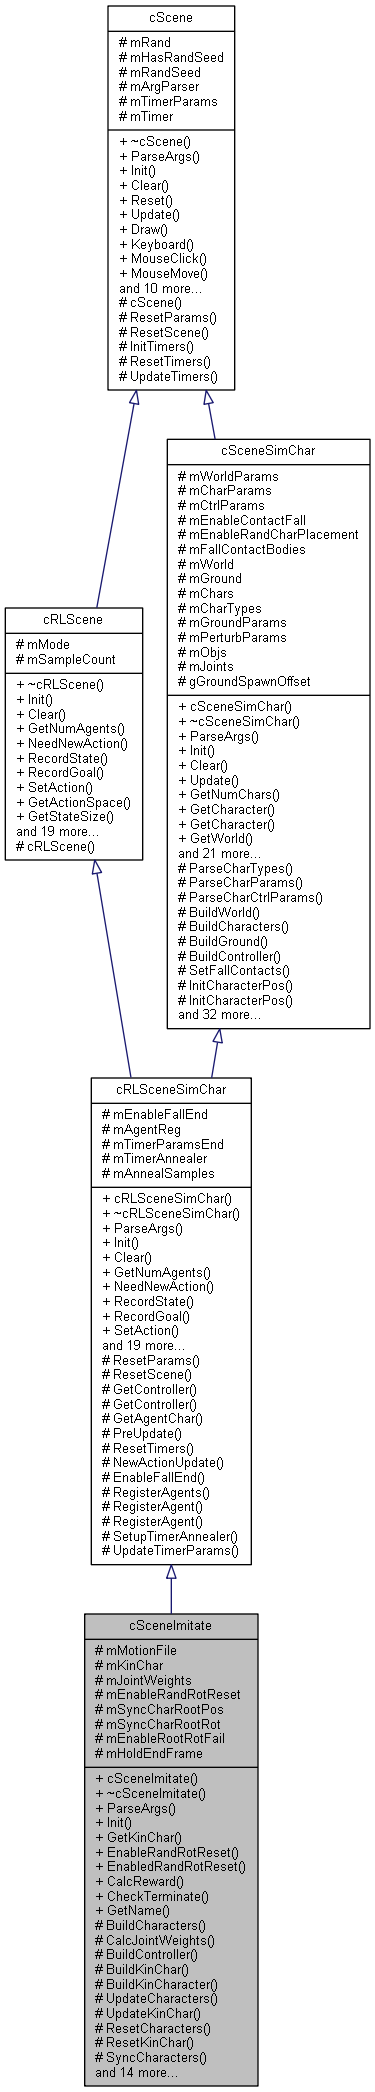 cScene
# mRand
# mHasRandSeed
# mRandSeed
# mArgParser
# mTimerParams
# mTimer
+ ~cScene()
+ ParseArgs()
+ Init()
+ Clear()
+ Reset()
+ Update()
+ Draw()
+ Keyboard()
+ MouseClick()
+ MouseMove()
and 10 more...
# cScene()
# ResetParams()
# ResetScene()
# InitTimers()
# ResetTimers()
# UpdateTimers()
cSceneSimChar
# mWorldParams
# mCharParams
# mCtrlParams
# mEnableContactFall
# mEnableRandCharPlacement
# mFallContactBodies
# mWorld
# mGround
# mChars
# mCharTypes
# mGroundParams
# mPerturbParams
# mObjs
# mJoints
# gGroundSpawnOffset
+ cSceneSimChar()
+ ~cSceneSimChar()
+ ParseArgs()
+ Init()
+ Clear()
+ Update()
+ GetNumChars()
+ GetCharacter()
+ GetCharacter()
+ GetWorld()
and 21 more...
# ParseCharTypes()
# ParseCharParams()
# ParseCharCtrlParams()
# BuildWorld()
# BuildCharacters()
# BuildGround()
# BuildController()
# SetFallContacts()
# InitCharacterPos()
# InitCharacterPos()
and 32 more...
cRLScene
# mMode
# mSampleCount
+ ~cRLScene()
+ Init()
+ Clear()
+ GetNumAgents()
+ NeedNewAction()
+ RecordState()
+ RecordGoal()
+ SetAction()
+ GetActionSpace()
+ GetStateSize()
and 19 more...
# cRLScene()
cRLSceneSimChar
# mEnableFallEnd
# mAgentReg
# mTimerParamsEnd
# mTimerAnnealer
# mAnnealSamples
+ cRLSceneSimChar()
+ ~cRLSceneSimChar()
+ ParseArgs()
+ Init()
+ Clear()
+ GetNumAgents()
+ NeedNewAction()
+ RecordState()
+ RecordGoal()
+ SetAction()
and 19 more...
# ResetParams()
# ResetScene()
# GetController()
# GetController()
# GetAgentChar()
# PreUpdate()
# ResetTimers()
# NewActionUpdate()
# EnableFallEnd()
# RegisterAgents()
# RegisterAgent()
# RegisterAgent()
# SetupTimerAnnealer()
# UpdateTimerParams()
cSceneImitate
# mMotionFile
# mKinChar
# mJointWeights
# mEnableRandRotReset
# mSyncCharRootPos
# mSyncCharRootRot
# mEnableRootRotFail
# mHoldEndFrame
+ cSceneImitate()
+ ~cSceneImitate()
+ ParseArgs()
+ Init()
+ GetKinChar()
+ EnableRandRotReset()
+ EnabledRandRotReset()
+ CalcReward()
+ CheckTerminate()
+ GetName()
# BuildCharacters()
# CalcJointWeights()
# BuildController()
# BuildKinChar()
# BuildKinCharacter()
# UpdateCharacters()
# UpdateKinChar()
# ResetCharacters()
# ResetKinChar()
# SyncCharacters()
and 14 more...